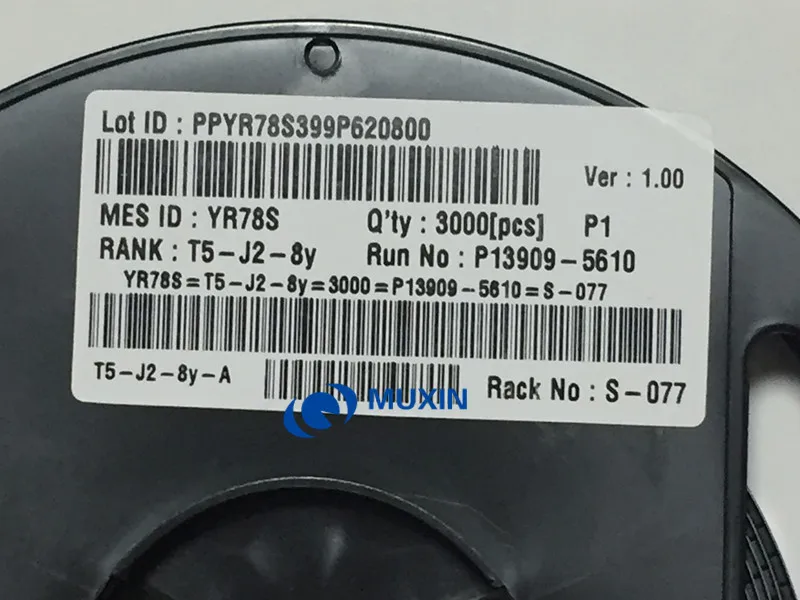 Lot ID : PPYR78S399P620800
Ver : 1.00
MES ID : YR78S Q'ty : 3000[pcs] P1
RANK : T5-J2-8y Run No : P13909-5610
YR78S=T5-J2-8y=3000=P13909-5610=S-077
T5-J2-8y-A Rack No : S-077
MUXIN